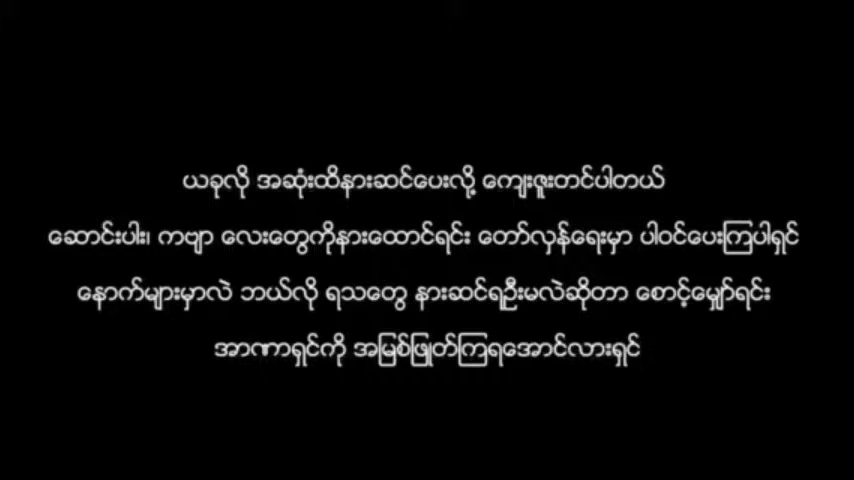 ယခုလို အဆုံးထိနားဆင်ပေးလို့ ကျေးဇူးတင်ပါတယ်
ဆောင်းပါး၊ ကဗျာ လေးတွေကိုနားထောင်ရင်း တော်လှန်ရေးမှာ ပါဝင်ပေးကြပါရှင်
နောက်များမှာလဲ ဘယ်လို ရသတွေ နားဆင်ရဦးမလဲဆိုတာ စောင့်မျှော်ရင်း
အာဏာရှင်ကို အမြစ်ဖြုတ်ကြရအောင်လားရှင်